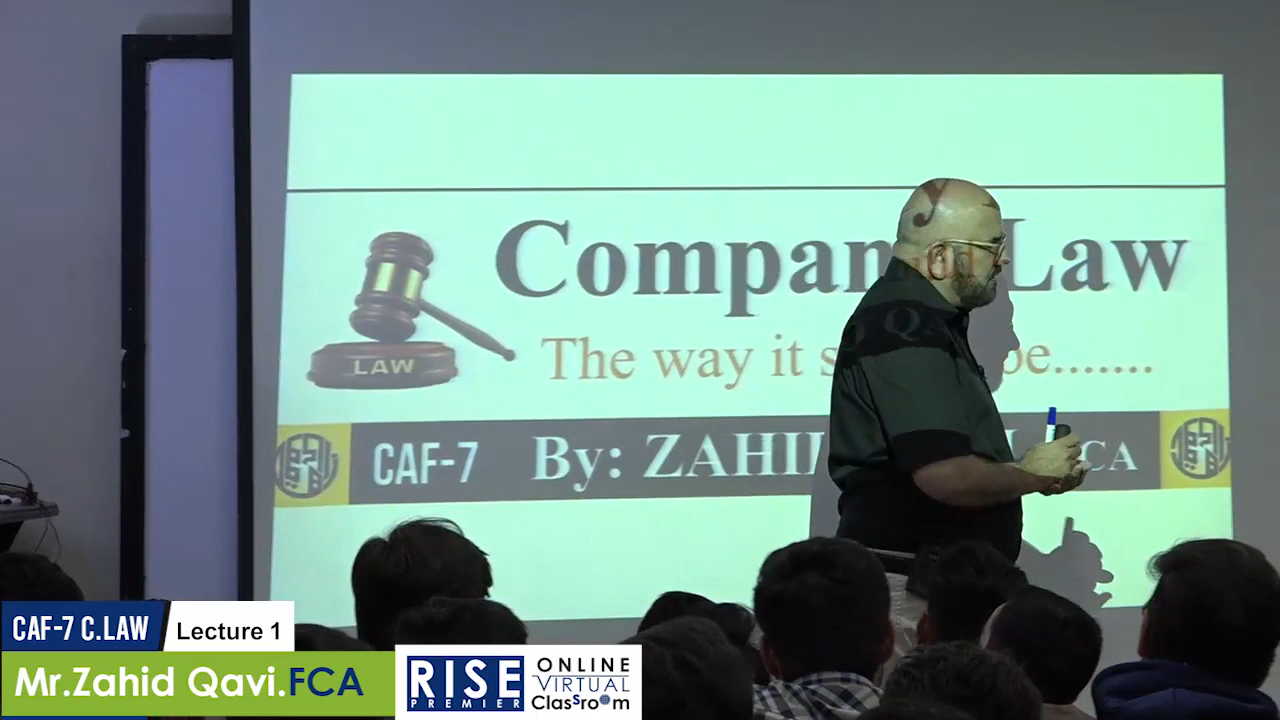 Company Law
LAW
The way it s be.......
CAF-7 By: ZAHI CA
CAF-7 C.LAW
Lecture 1
Mr.Zahid Qavi.FCA
RISE
PREMIER
ONLINE
VIRTUAL
Classroom